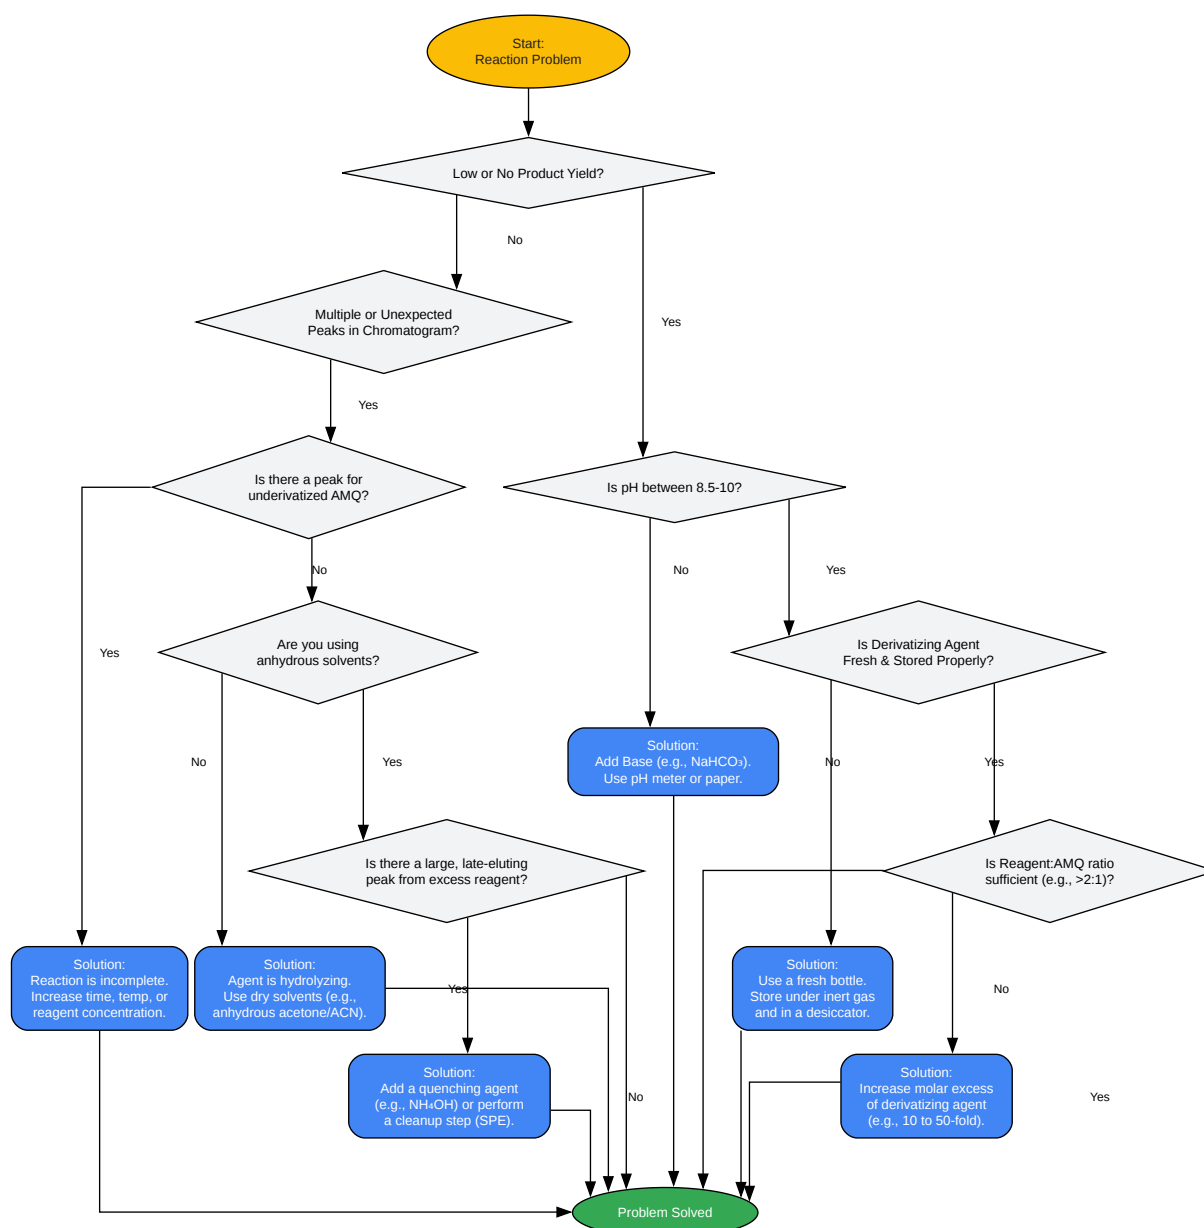 Start:
Reaction Problem
Low or No Product Yield?
No
Multiple or Unexpected
Peaks in Chromatogram?
Yes
Yes
Is there a peak for
underivatized AMQ?
Is pH between 8.5-10?
No
No
Yes
Yes
Are you using
anhydrous solvents?
Is Derivatizing Agent
Fresh & Stored Properly?
No
Yes
Solution:
Add Base (e.g., NaHCO₃).
Use pH meter or paper.
No
Yes
Is there a large, late-eluting
peak from excess reagent?
Is Reagent:AMQ ratio
sufficient (e.g., >2:1)?
Solution:
Reaction is incomplete.
Increase time, temp, or
reagent concentration.
Solution:
Agent is hydrolyzing.
Use dry solvents (e.g.,
anhydrous acetone/ACN).
Yes
Solution:
Use a fresh bottle.
Store under inert gas
and in a desiccator.
No
Solution:
Add a quenching agent
(e.g., NH₄OH) or perform
a cleanup step (SPE).
No
Solution:
Increase molar excess
of derivatizing agent
(e.g., 10 to 50-fold).
Yes
Problem Solved